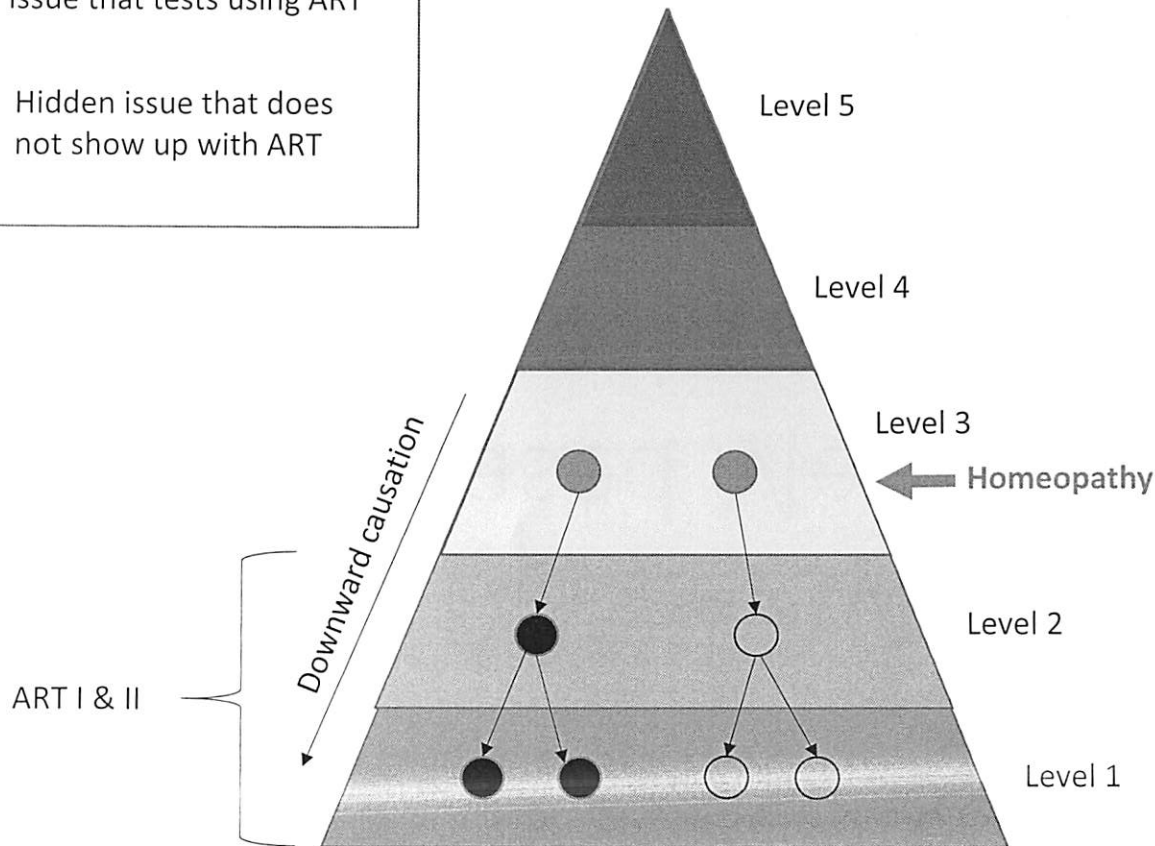 issue that tests using ART
Hidden issue that does
not show up with ART
Level 5
Level 4
Level 3
Homeopathy
Downward causation
Level 2
ART I & II
Level 1